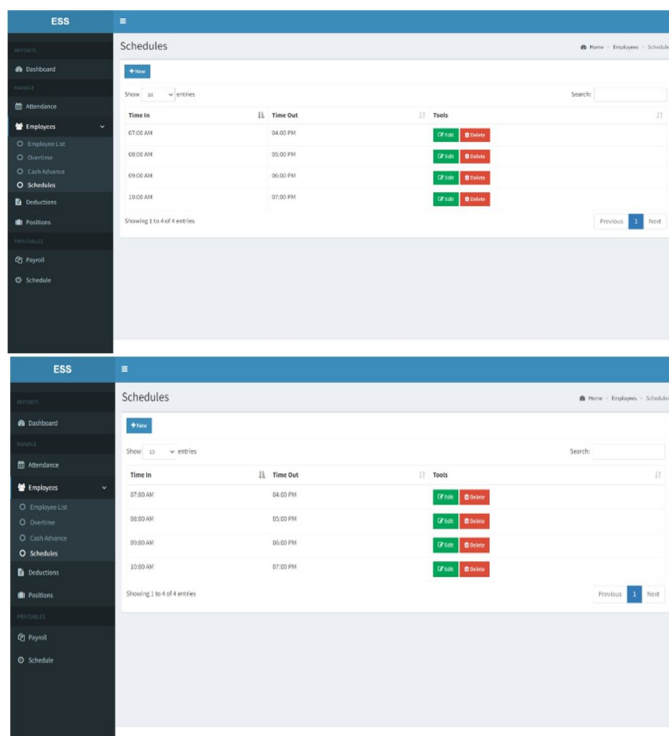 ESS
Schedules
Home > Employees > Schedules
REPORTS
Dashboard
+ New
MANAGE
Show 10 entries
Search:
Attendance
Time In Time Out Tools
Employees
07:00 AM 04:00 PM Edit Delete
Employee List
Overtime
08:00 AM 05:00 PM Edit Delete
Cash Advance
09:00 AM 06:00 PM Edit Delete
Schedules
10:00 AM 07:00 PM Edit Delete
Deductions
Positions
Showing 1 to 4 of 4 entries
Previous 1 Next
PRINTABLES
Payroll
Schedule
ESS
Schedules
Home > Employees > Schedules
REPORTS
Dashboard
+ New
MANAGE
Show 10 entries
Search:
Attendance
Time In Time Out Tools
Employees
07:00 AM 04:00 PM Edit Delete
Employee List
Overtime
08:00 AM 05:00 PM Edit Delete
Cash Advance
09:00 AM 06:00 PM Edit Delete
Schedules
10:00 AM 07:00 PM Edit Delete
Deductions
Positions
Showing 1 to 4 of 4 entries
Previous 1 Next
PRINTABLES
Payroll
Schedule